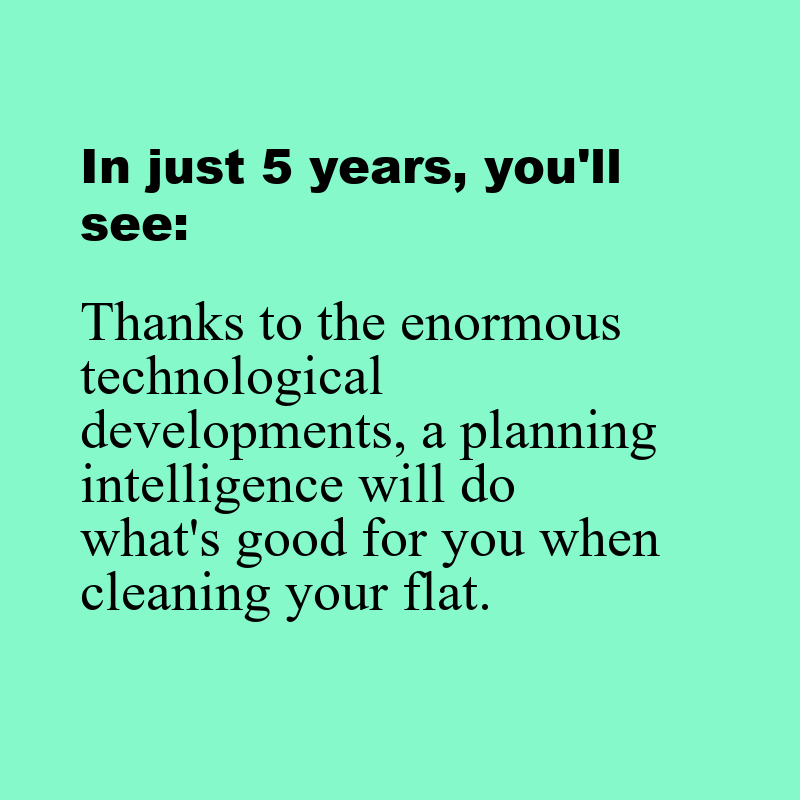 In just 5 years, you'll
see:
Thanks to the enormous
technological
developments, a planning
intelligence will do
what's good for you when
cleaning your flat.